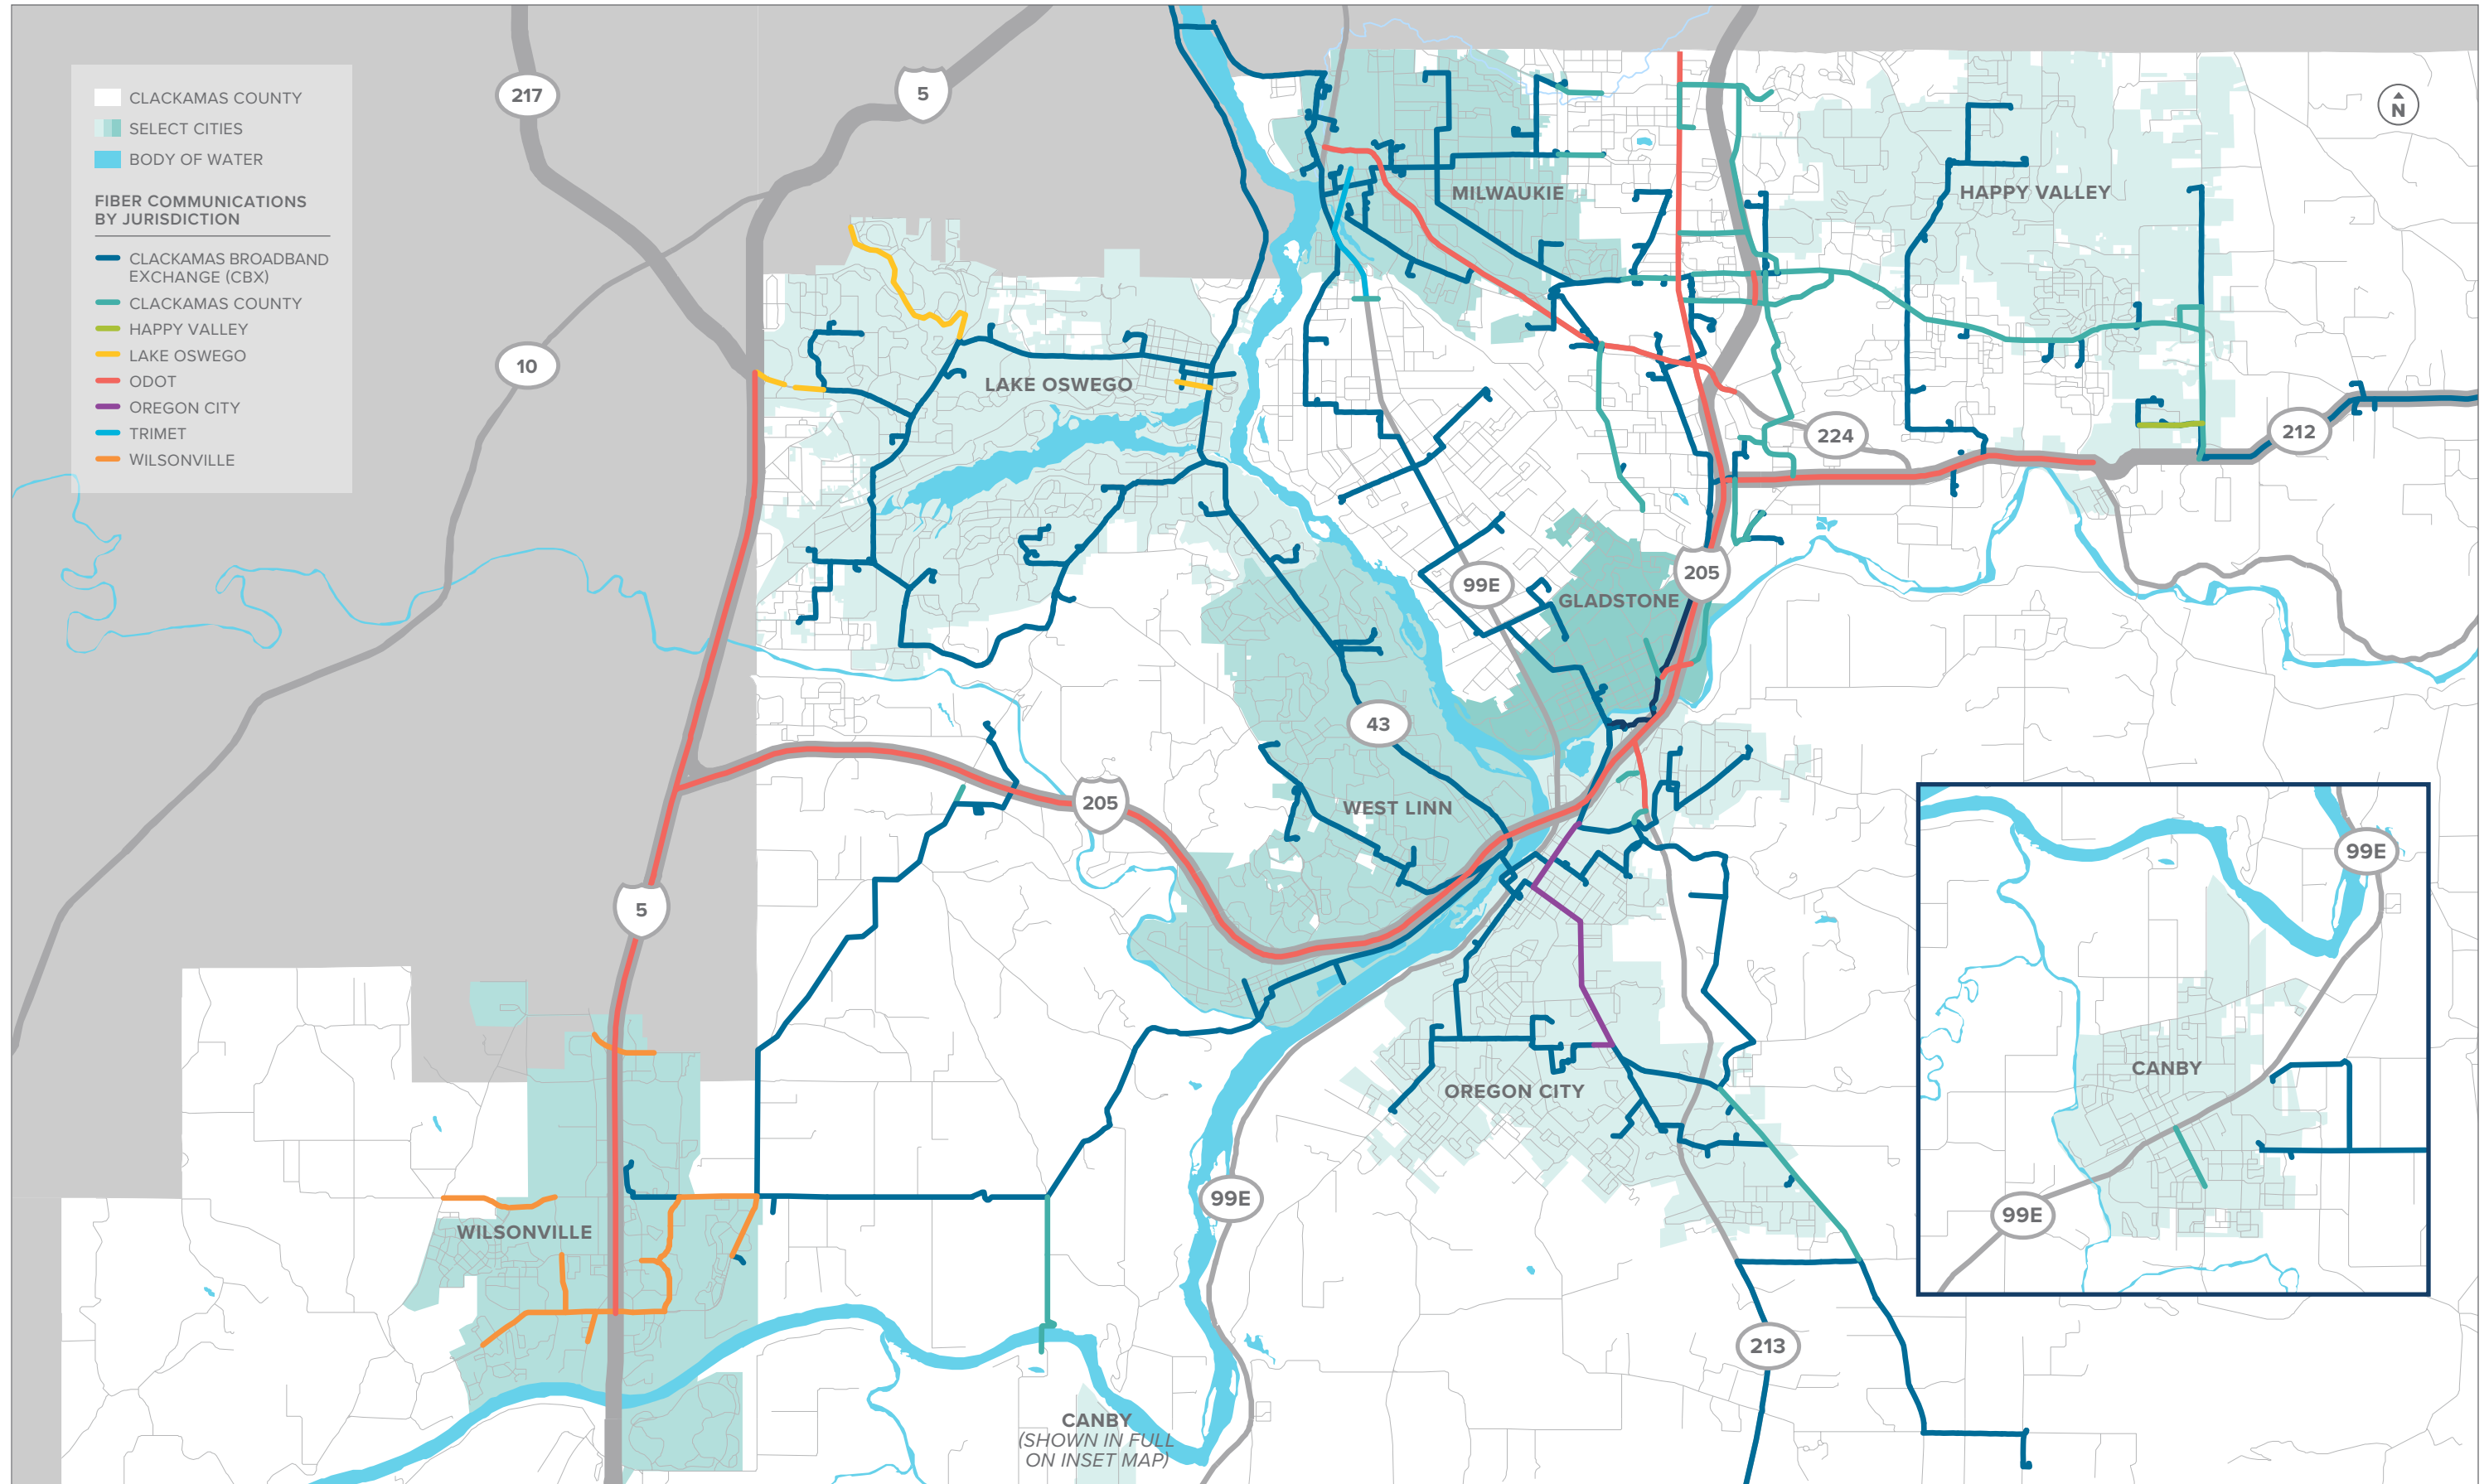 CLACKAMAS COUNTY
SELECT CITIES
BODY OF WATER
FIBER COMMUNICATIONS
BY JURISDICTION
CLACKAMAS BROADBAND
EXCHANGE (CBX)
CLACKAMAS COUNTY
HAPPY VALLEY
LAKE OSWEGO
ODOT
OREGON CITY
TRIMET
WILSONVILLE
217
5
N
MILWAUKIE
HAPPY VALLEY
10
LAKE OSWEGO
224
212
99E
205
GLADSTONE
43
205
WEST LINN
5
99E
CANBY
99E
OREGON CITY
99E
WILSONVILLE
213
CANBY
(SHOWN IN FULL
ON INSET MAP)